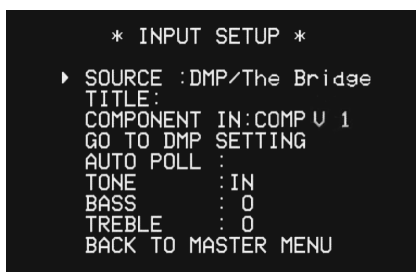 * INPUT SETUP *
▸ SOURCE :DMP/The Bridge
TITLE:
COMPONENT IN:COMP V 1
GO TO DMP SETTING
AUTO POLL :
TONE :IN
BASS : 0
TREBLE : 0
BACK TO MASTER MENU